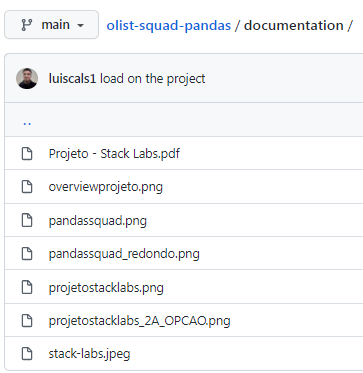 main olist-squad-pandas / documentation /
luiscals1 load on the project
..
Projeto - Stack Labs.pdf
overviewprojeto.png
pandassquad.png
pandassquad_redondo.png
projetostacklabs.png
projetostacklabs_2A_OPCAO.png
stack-labs.jpeg